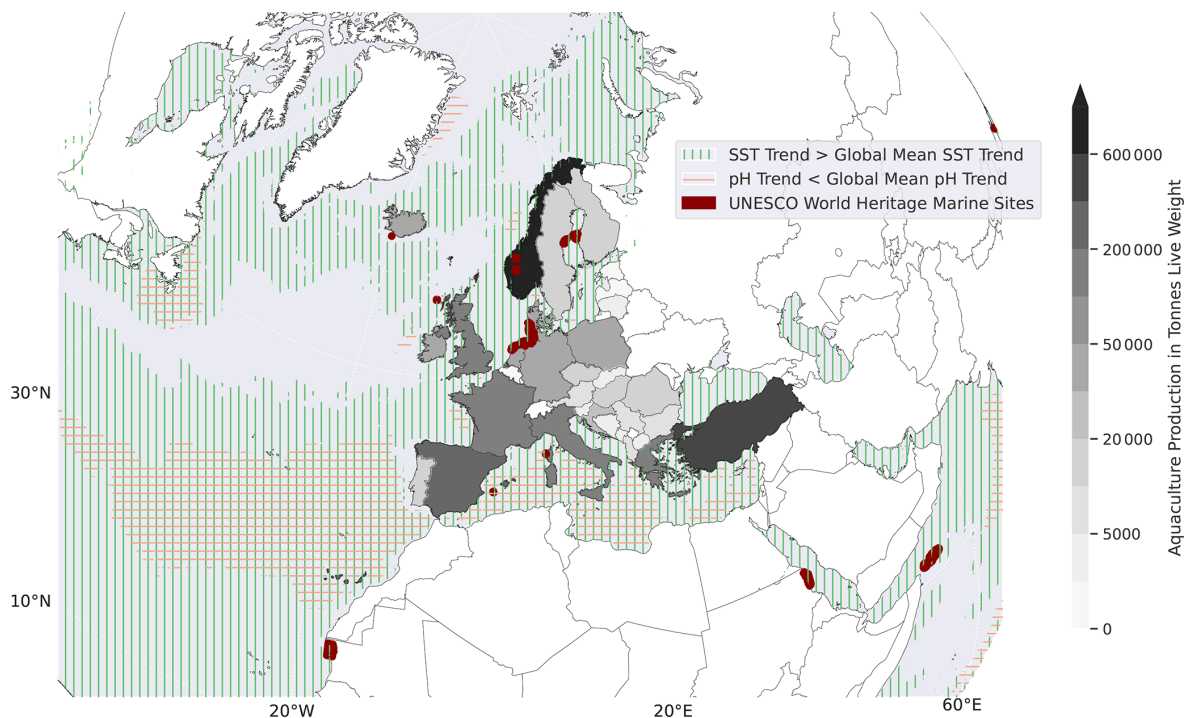 SST Trend > Global Mean SST Trend
pH Trend < Global Mean pH Trend
UNESCO World Heritage Marine Sites
30°N
10°N
20°W
20°E
60°E
600 000
200 000
50 000
20 000
5000
0
Aquaculture Production in Tonnes Live Weight